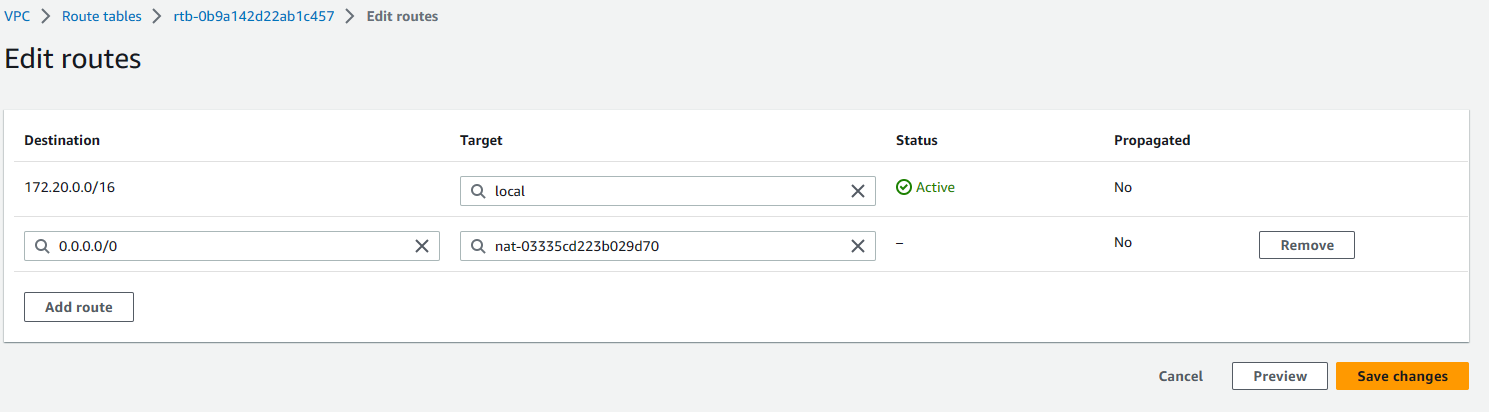 VPC > Route tables > rtb-0b9a142d22ab1c457 > Edit routes
Edit routes
Destination Target Status Propagated
172.20.0.0/16 local Active No
0.0.0.0/0 nat-03335cd223b029d70 – No Remove
Add route
Cancel Preview Save changes